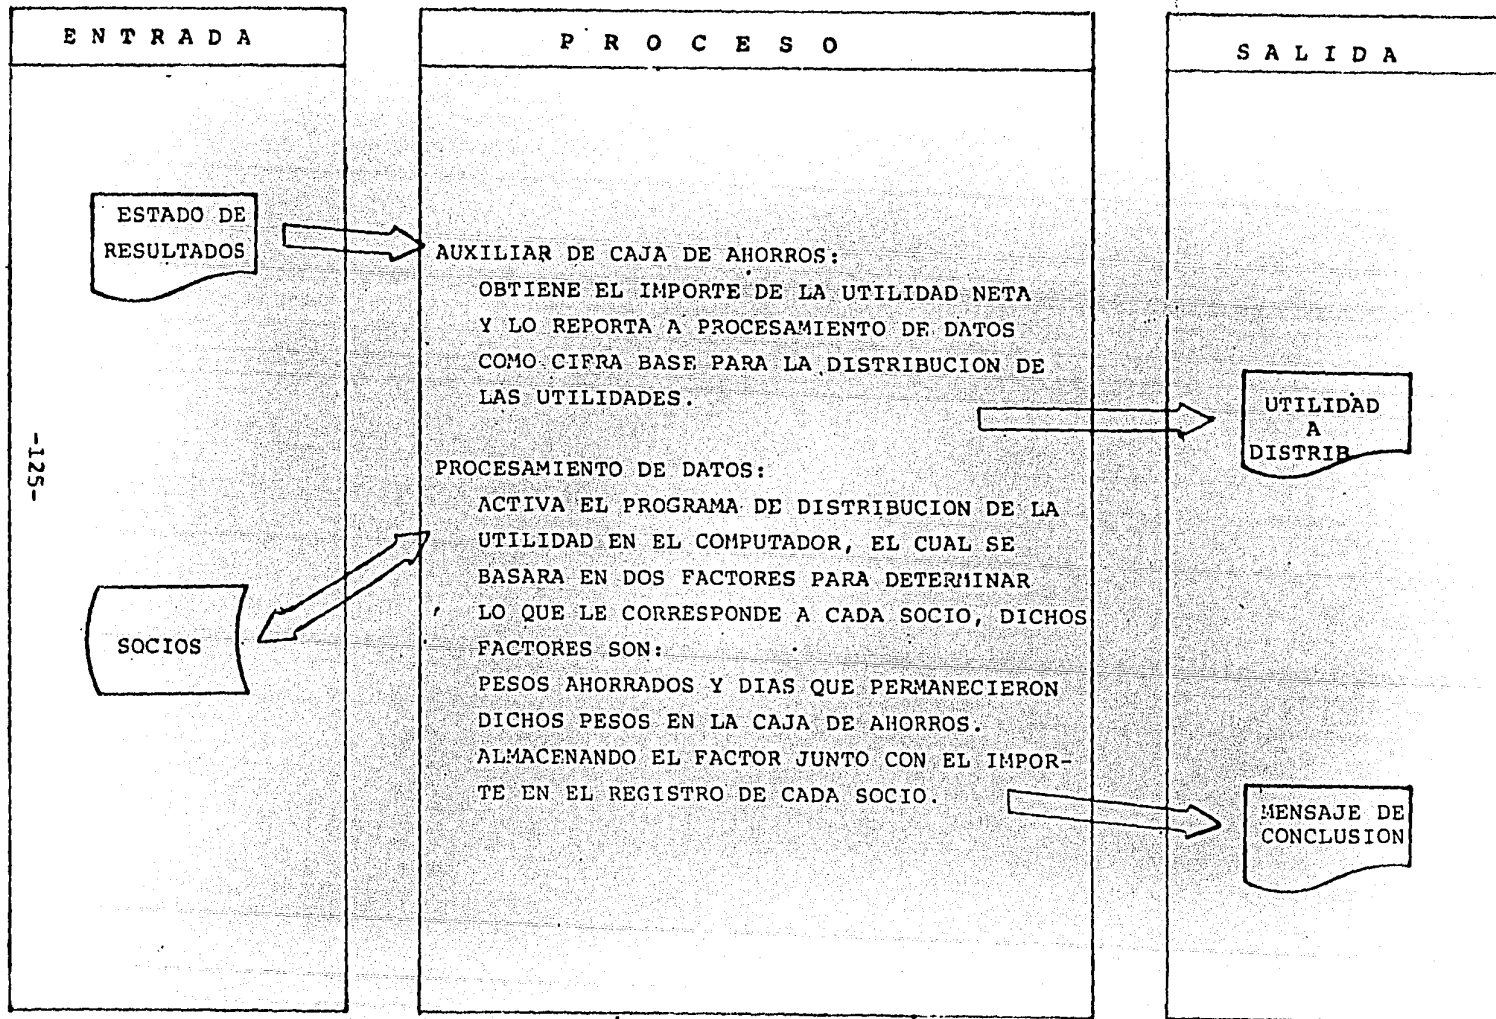 E N T R A D A
P R O C E S O
S A L I D A
ESTADO DE
RESULTADOS
AUXILIAR DE CAJA DE AHORROS:
OBTIENE EL IMPORTE DE LA UTILIDAD NETA
Y LO REPORTA A PROCESAMIENTO DE DATOS
COMO CIFRA BASE PARA LA DISTRIBUCION DE
LAS UTILIDADES.
UTILIDAD
A
DISTRIB
-125-
PROCESAMIENTO DE DATOS:
ACTIVA EL PROGRAMA DE DISTRIBUCION DE LA
UTILIDAD EN EL COMPUTADOR, EL CUAL SE
BASARA EN DOS FACTORES PARA DETERMINAR
LO QUE LE CORRESPONDE A CADA SOCIO, DICHOS
FACTORES SON:
PESOS AHORRADOS Y DIAS QUE PERMANECIERON
DICHOS PESOS EN LA CAJA DE AHORROS.
ALMACENANDO EL FACTOR JUNTO CON EL IMPOR-
TE EN EL REGISTRO DE CADA SOCIO.
SOCIOS
MENSAJE DE
CONCLUSION